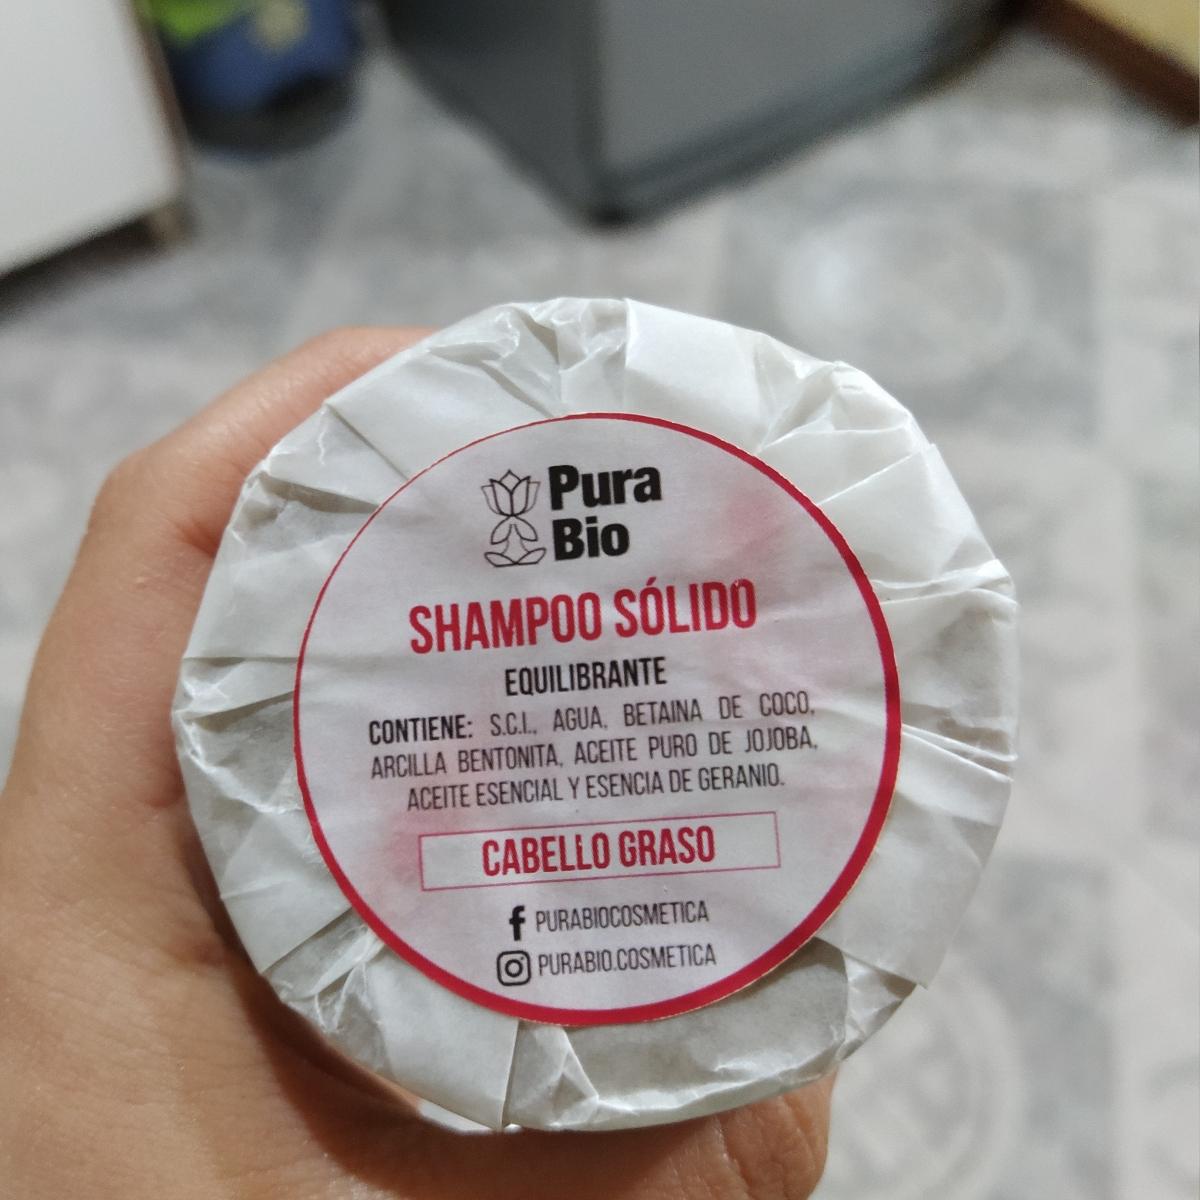 Pura
Bio
SHAMPOO SÓLIDO
EQUILIBRANTE
CONTIENE: S.C.I., AGUA, BETAINA DE COCO,
ARCILLA BENTONITA, ACEITE PURO DE JOJOBA,
ACEITE ESENCIAL Y ESENCIA DE GERANIO.
CABELLO GRASO
PURABIOCOSMETICA
PURABIO.COSMETICA